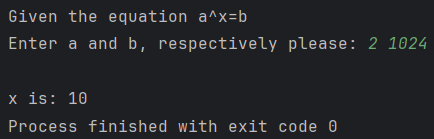 Given the equation a^x=b
Enter a and b, respectively please: 2 1024
x is: 10
Process finished with exit code 0